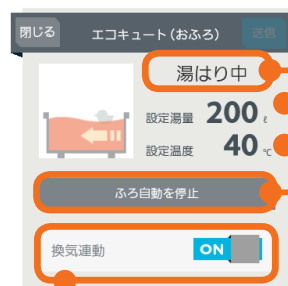 閉じる エコキュート(おふろ) 送信
湯はり中
設定湯量 200 ℓ
設定温度 40 ℃
ふろ自動を停止
換気連動 ON